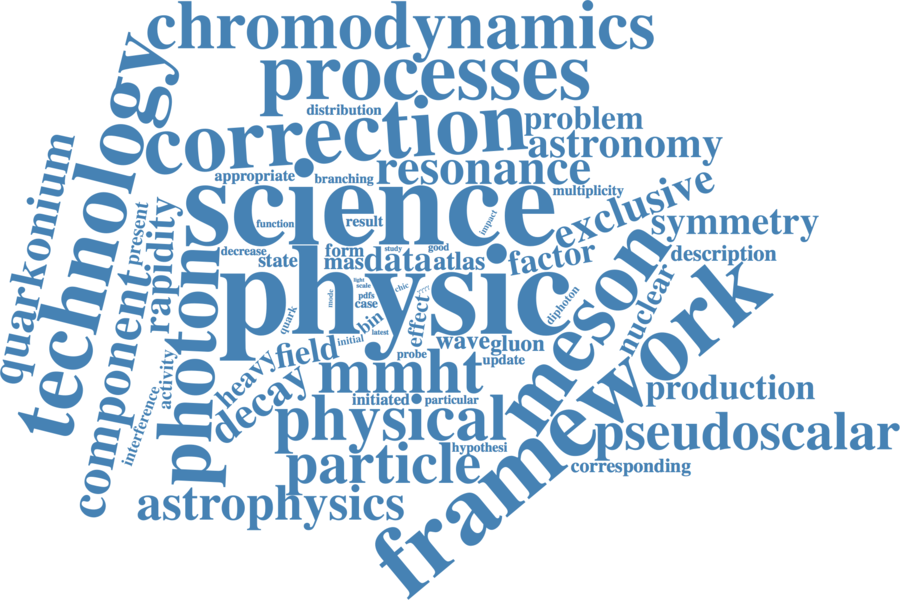 chromodynamics
processes
technology
distribution
correction
problem
astronomy
resonance
appropriate
branching
multiplicity
quarkonium
science
exclusive
symmetry
function
result
impact
present
rapidity
decrease
form
study
good
state
mas
data
atlas
factor
description
physic
photon
component
light
scale
chic
mode
pdfs
case
effect
diphoton
meson
nuclear
quark
bin
latest
initial
wave
gluon
framework
heavy
field
probe
update
activity
interference
decay
mmht
production
initiated
particular
physical
pseudoscalar
hypothesi
particle
corresponding
astrophysics